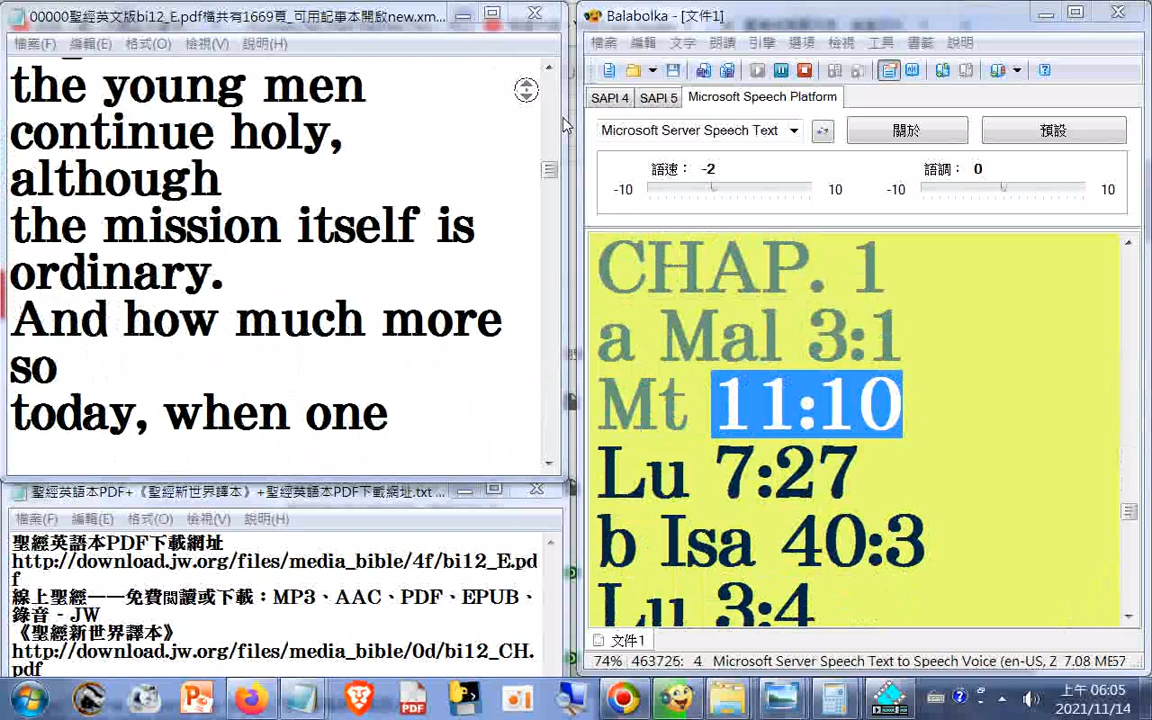 00000聖經英文版bi12_E.pdf檔共有1669頁_可用記事本開啟new.xm...
檔案(F) 編輯(E) 格式(O) 檢視(V) 說明(H)
the young men
continue holy,
although
the mission itself is
ordinary.
And how much more
so
today, when one
聖經英語本PDF+《聖經新世界譯本》+聖經英語本PDF下載網址.txt ...
檔案(F) 編輯(E) 格式(O) 檢視(V) 說明(H)
聖經英語本PDF下載網址
http://download.jw.org/files/media_bible/4f/bi12_E.pd
f
線上聖經——免費閱讀或下載：MP3、AAC、PDF、EPUB、
錄音 - JW
《聖經新世界譯本》
http://download.jw.org/files/media_bible/0d/bi12_CH.
pdf
Balabolka - [文件1]
檔案 編輯 文字 朗讀 引擎 選項 檢視 工具 書籤 說明
SAPI 4 SAPI 5 Microsoft Speech Platform
Microsoft Server Speech Text 關於 預設
語速： -2 語調： 0
-10 10 -10 10
CHAP. 1
a Mal 3:1
Mt 11:10
Lu 7:27
b Isa 40:3
Lu 3:4
文件1
74% 463726: 4 Microsoft Server Speech Text to Speech Voice (en-US, Z 7.08 ME57
上午 06:05
2021/11/14